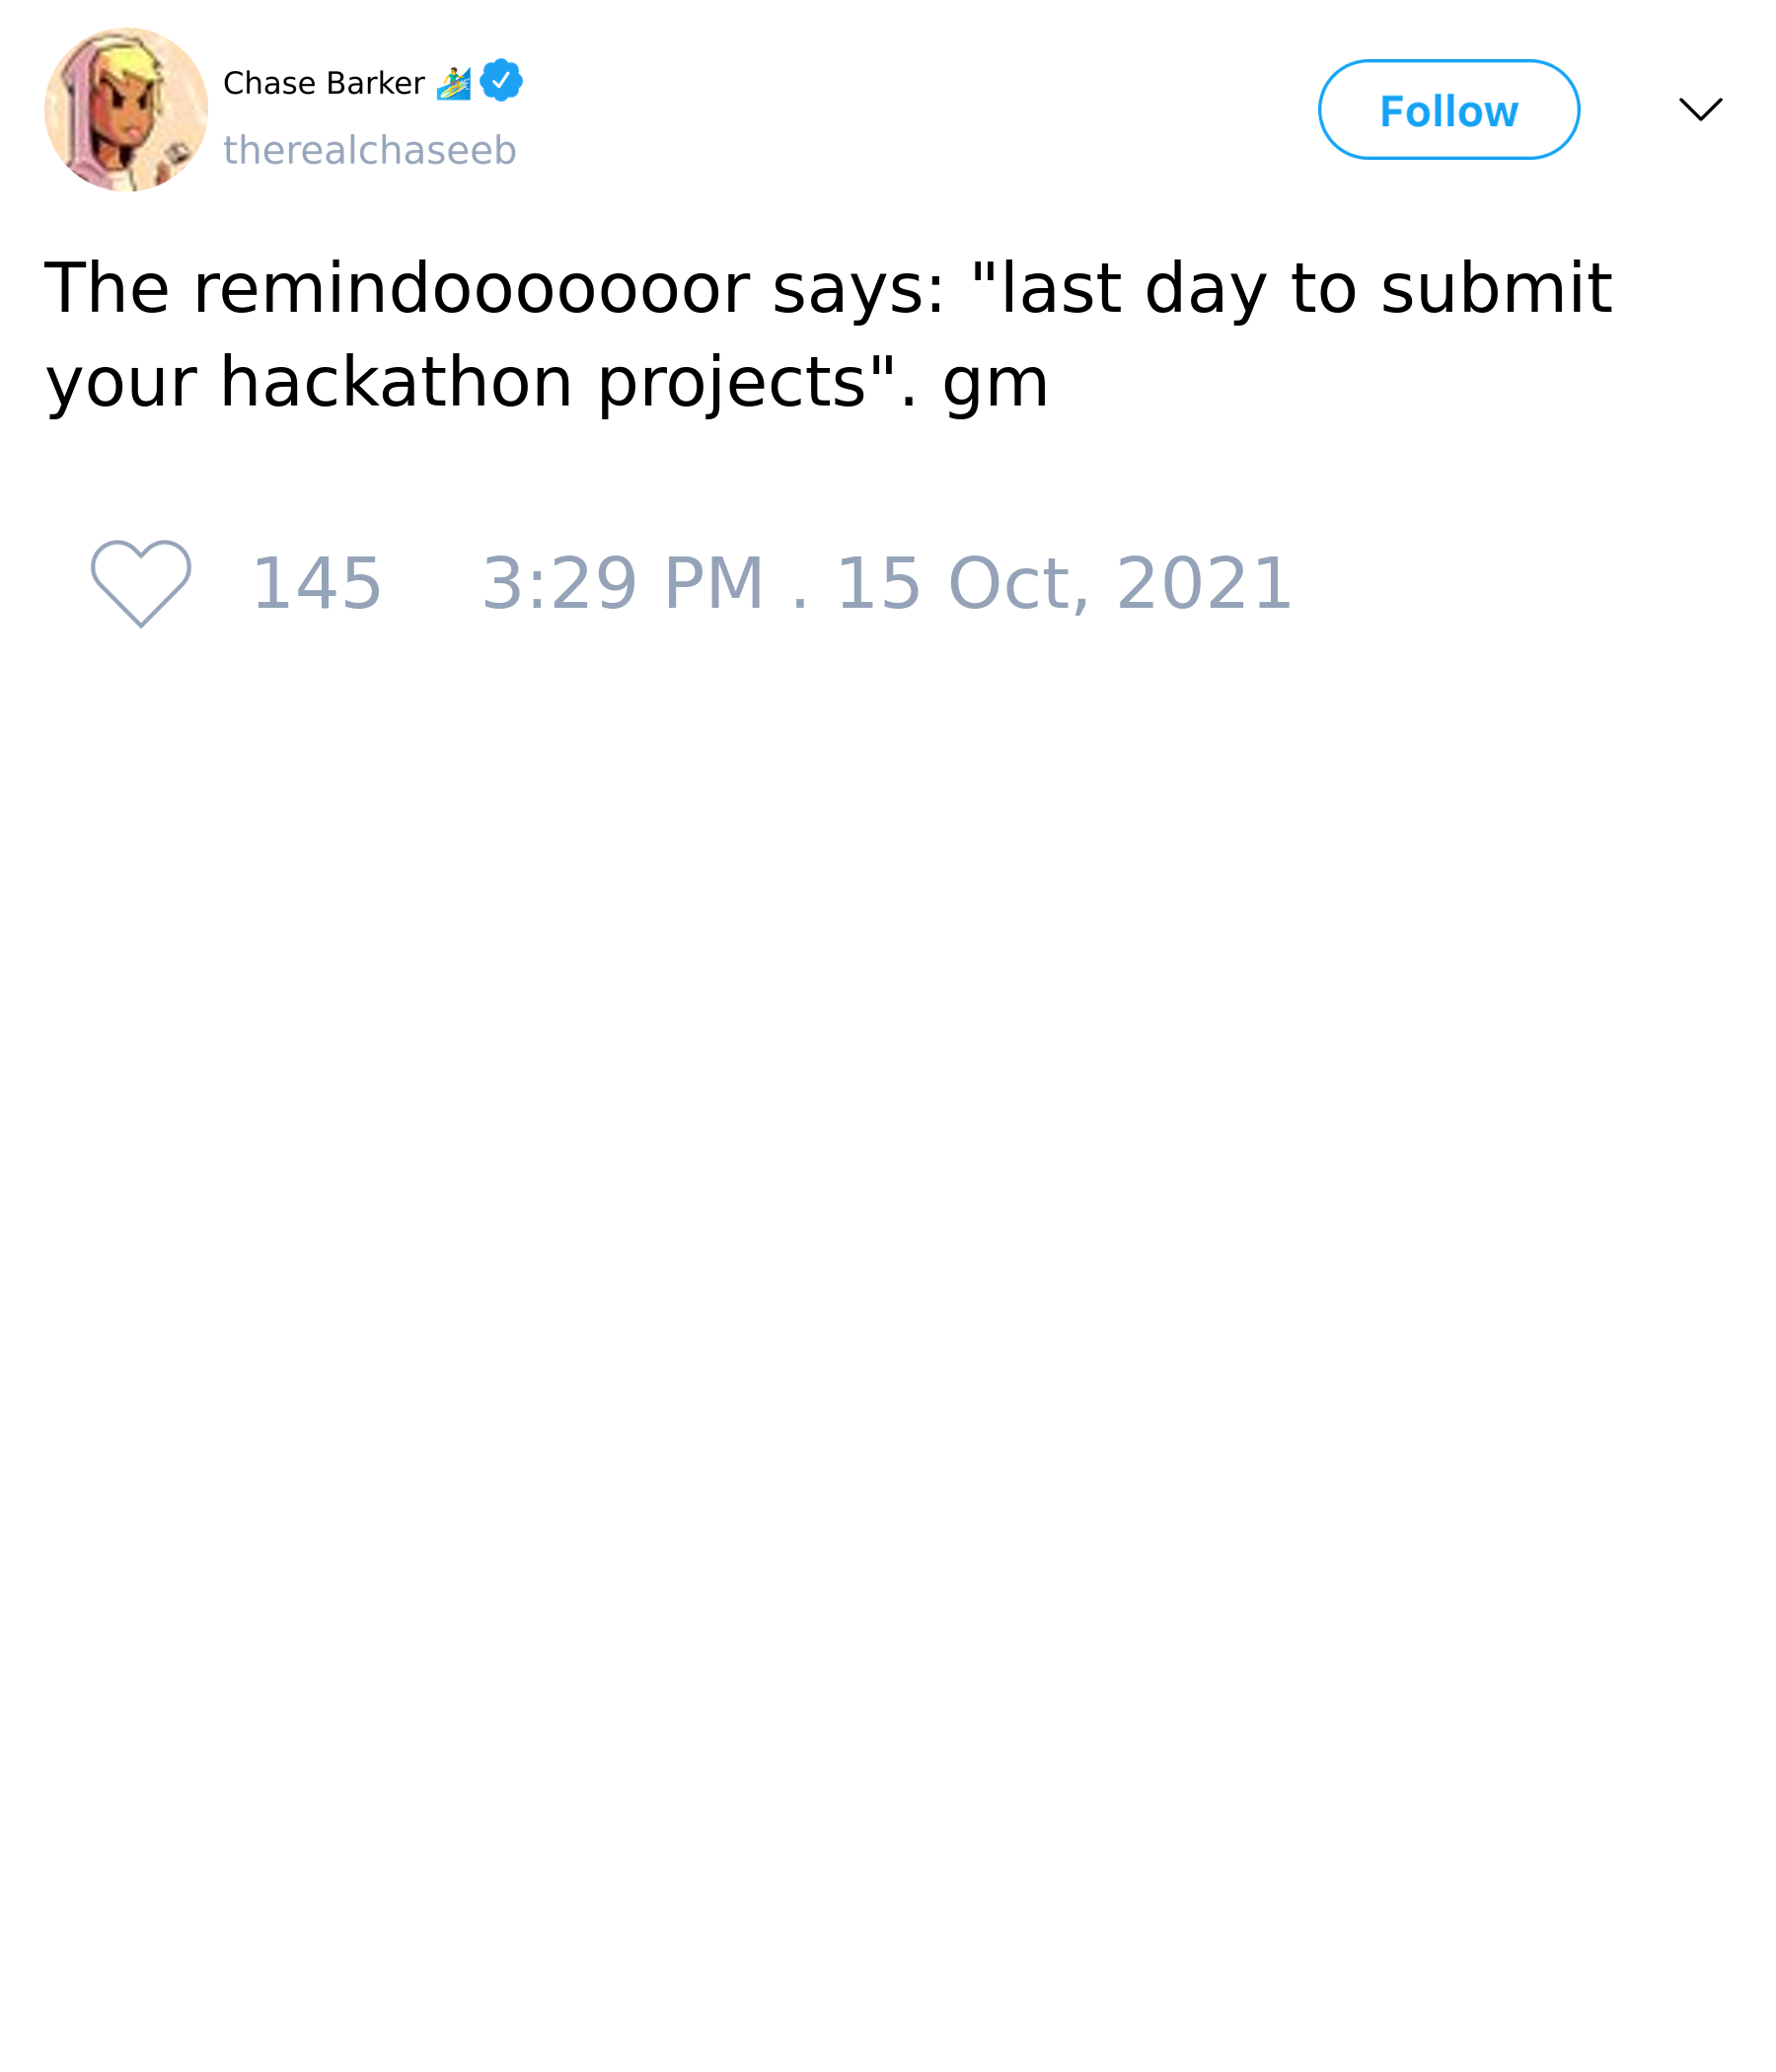 Chase Barker 🏄
therealchaseeb
Follow
The remindooooooor says: "last day to submit
your hackathon projects". gm
145 3:29 PM . 15 Oct, 2021